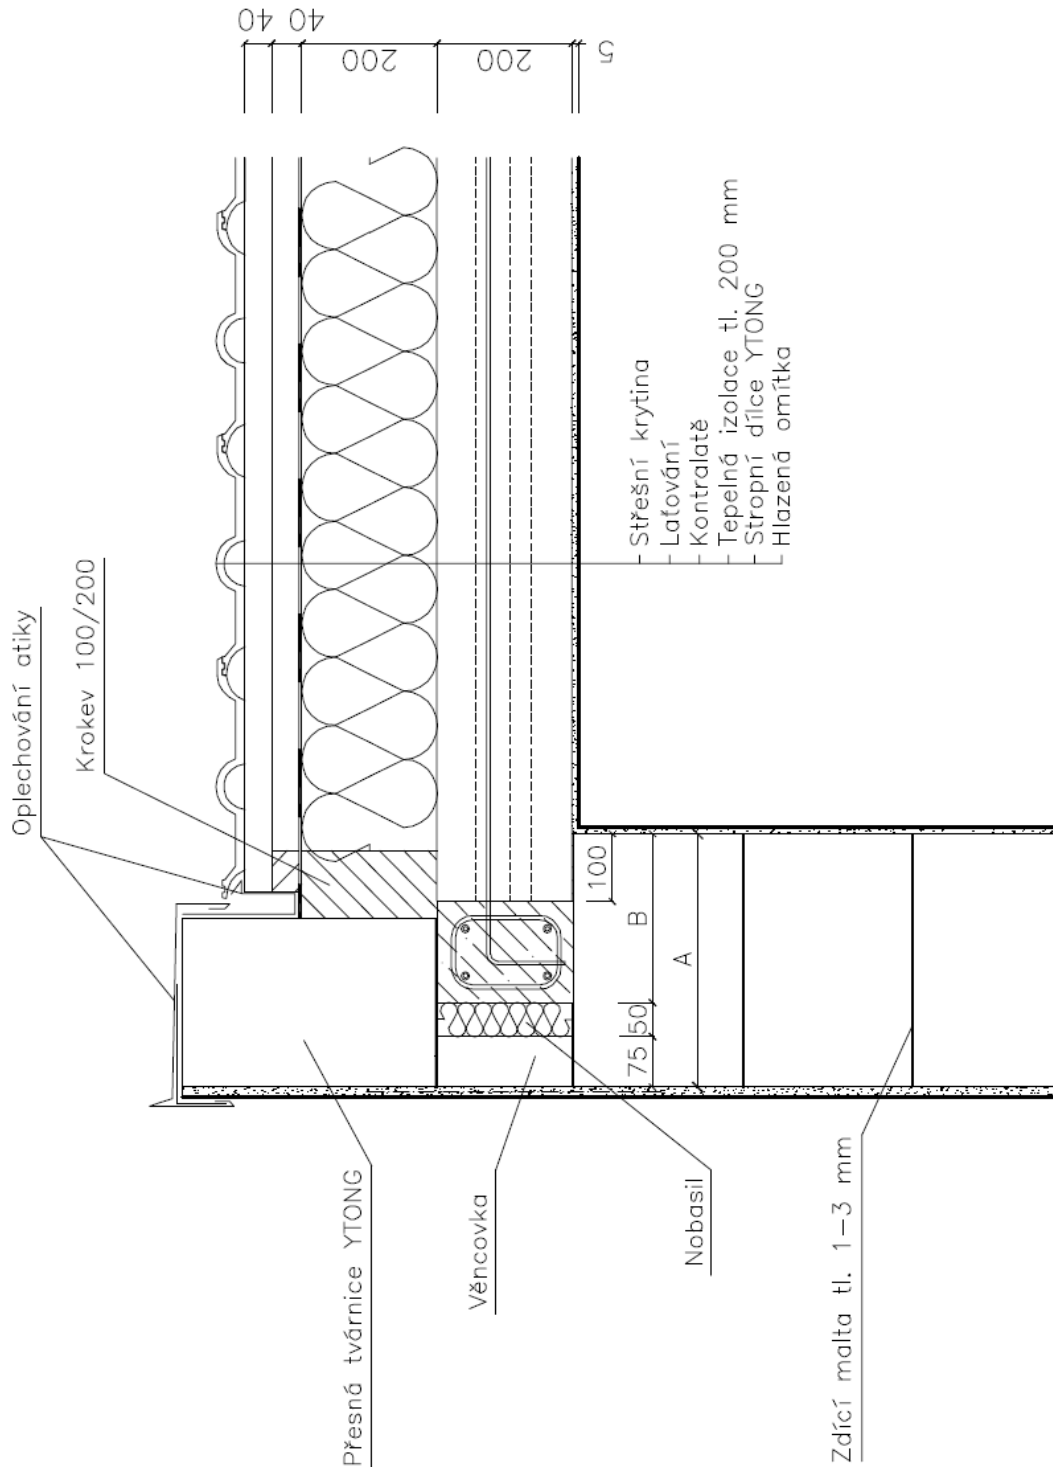 40
40
200
200
5
Oplechování atiky
Krokev 100/200
Střešní krytina
Laťování
Kontralatě
Tepelná izolace tl. 200 mm
Stropní dílce YTONG
Hlazená omítka
100
B
A
75
50
Přesná tvárnice YTONG
Věncovka
Nobasil
Zdící malta tl. 1-3 mm